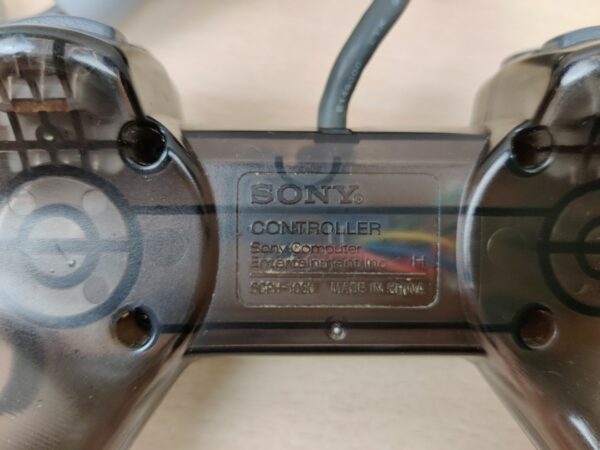 SONY®
CONTROLLER
Sony Computer
Entertainment Inc. H
SCPH-1080 MADE IN CHINA